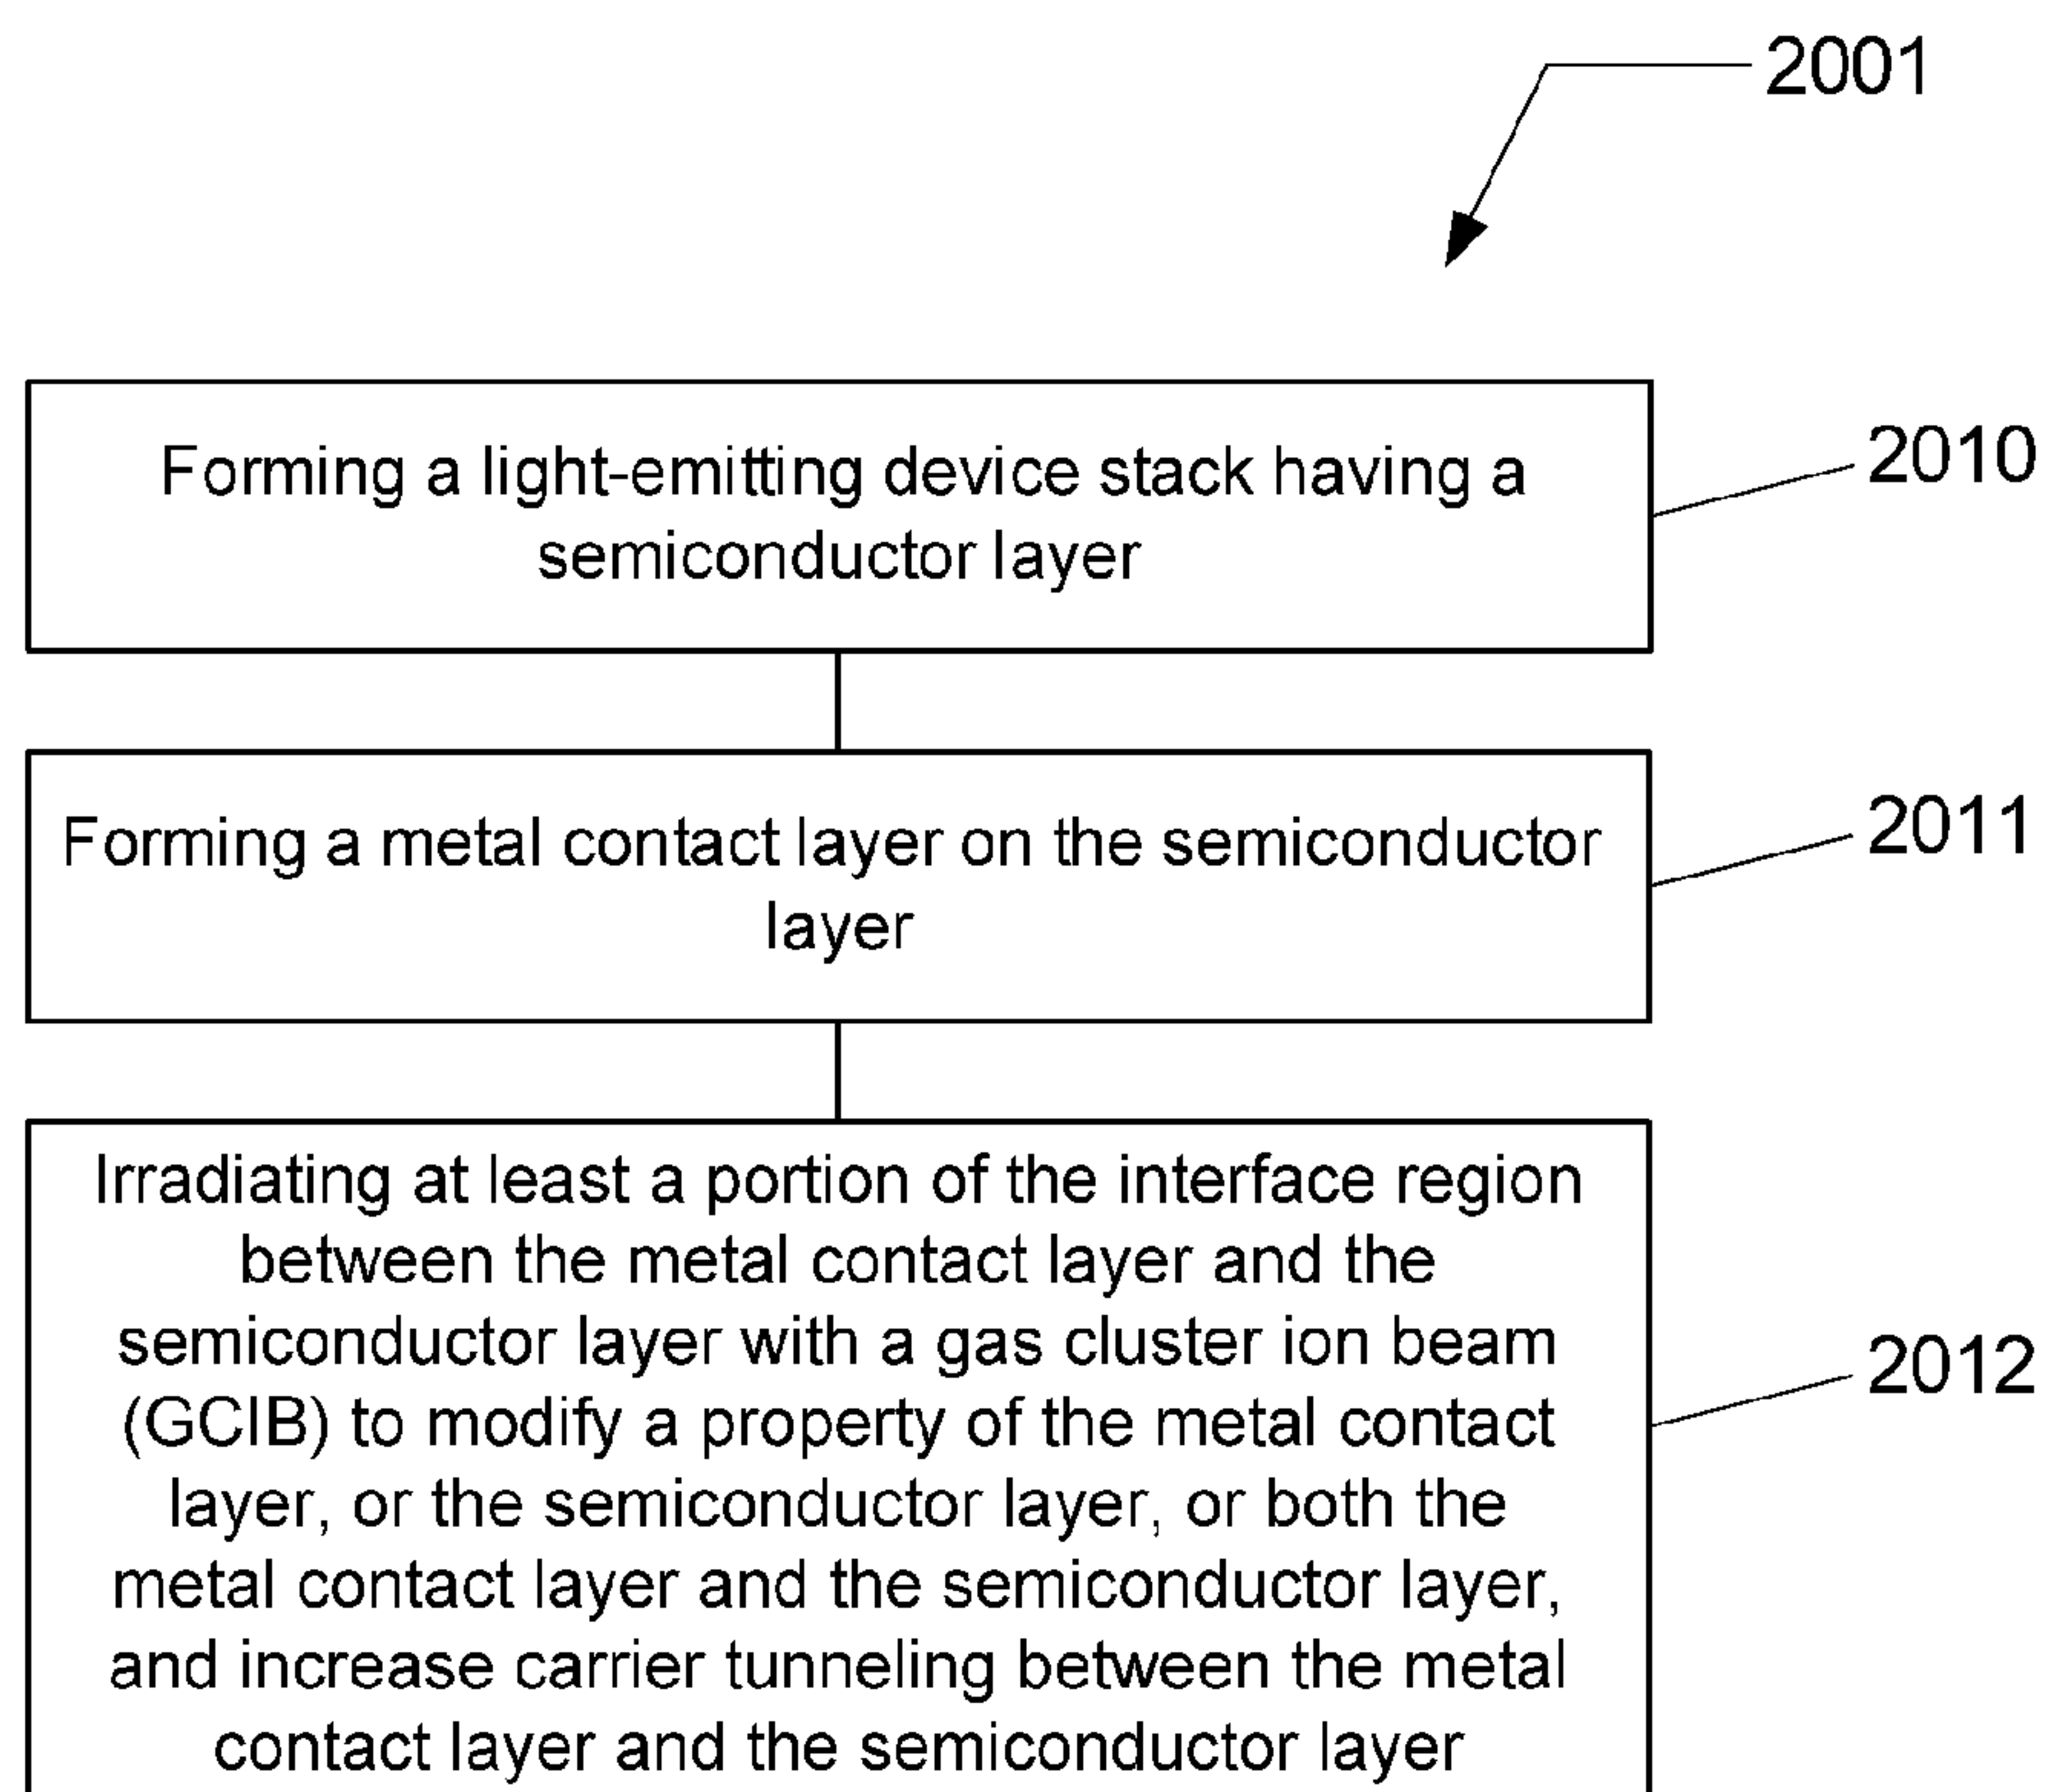 2001
Forming a light-emitting device stack having a
semiconductor layer
2010
Forming a metal contact layer on the semiconductor
layer
2011
Irradiating at least a portion of the interface region
between the metal contact layer and the
semiconductor layer with a gas cluster ion beam
(GCIB) to modify a property of the metal contact
layer, or the semiconductor layer, or both the
metal contact layer and the semiconductor layer,
and increase carrier tunneling between the metal
contact layer and the semiconductor layer
2012